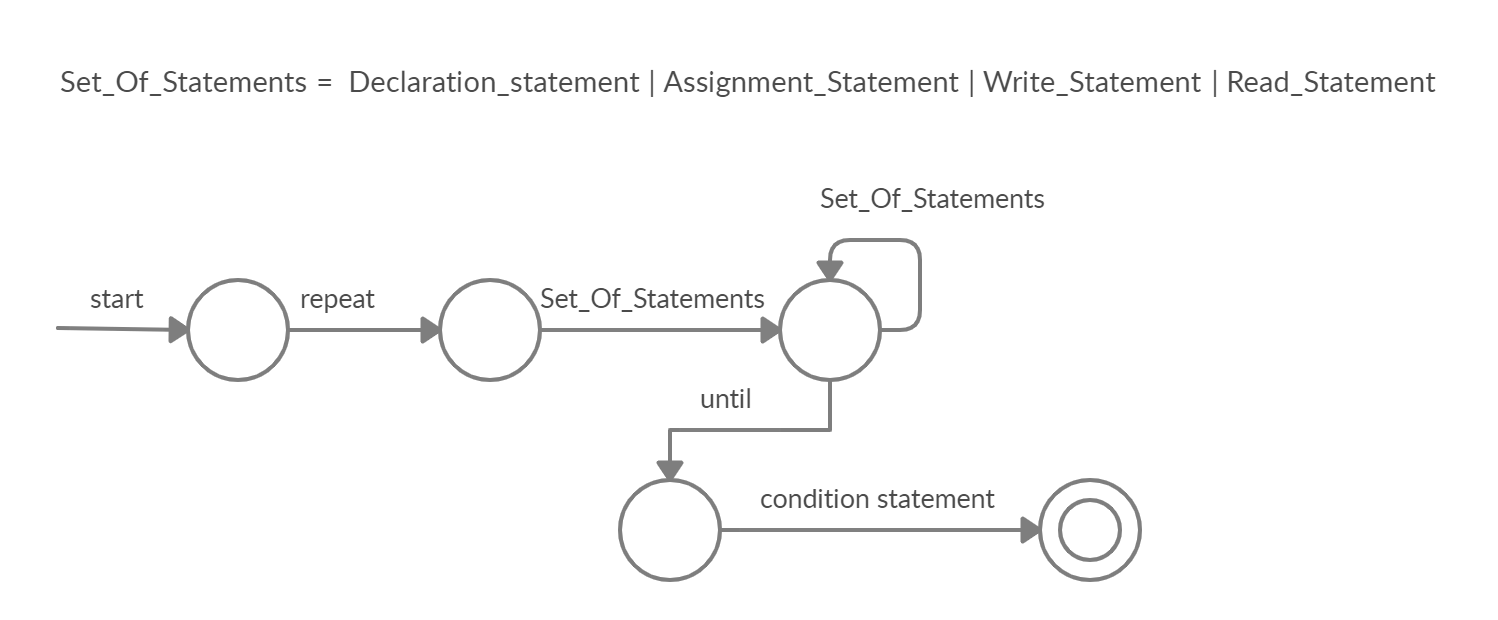 Set_Of_Statements = Declaration_statement | Assignment_Statement | Write_Statement | Read_Statement
Set_Of_Statements
start
repeat
Set_Of_Statements
until
condition statement